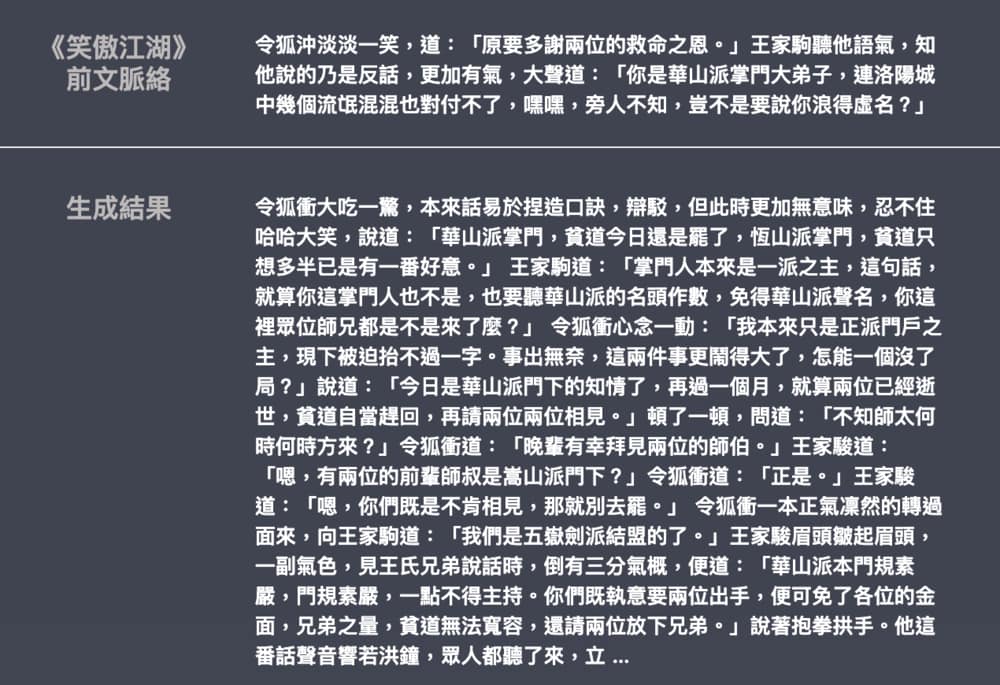 《笑傲江湖》
前文脈絡
令狐沖淡淡一笑，道：「原要多謝兩位的救命之恩。」王家駒聽他語氣，知
他說的乃是反話，更加有氣，大聲道：「你是華山派掌門大弟子，連洛陽城
中幾個流氓混混也對付不了，嘿嘿，旁人不知，豈不是要說你浪得虛名？」
生成結果
令狐衝大吃一驚，本來話易於捏造口訣，辯駁，但此時更加無意味，忍不住
哈哈大笑，說道：「華山派掌門，貧道今日還是罷了，恆山派掌門，貧道只
想多半已是有一番好意。」 王家駒道：「掌門人本來是一派之主，這句話，
就算你這掌門人也不是，也要聽華山派的名頭作數，免得華山派聲名，你這
裡眾位師兄都是不是來了麼？」 令狐衝心念一動：「我本來只是正派門戶之
主，現下被迫抬不過一字。事出無奈，這兩件事更鬧得大了，怎能一個沒了
局？」說道：「今日是華山派門下的知情了，再過一個月，就算兩位已經逝
世，貧道自當趕回，再請兩位兩位相見。」頓了一頓，問道：「不知師太何
時何時方來？」令狐衝道：「晚輩有幸拜見兩位的師伯。」王家駿道：
「嗯，有兩位的前輩師叔是嵩山派門下？」令狐衝道：「正是。」王家駿
道：「嗯，你們既是不肯相見，那就別去罷。」 令狐衝一本正氣凜然的轉過
面來，向王家駒道：「我們是五嶽劍派結盟的了。」王家駿眉頭皺起眉頭，
一副氣色，見王氏兄弟說話時，倒有三分氣概，便道：「華山派本門規素
嚴，門規素嚴，一點不得主持。你們既執意要兩位出手，便可免了各位的金
面，兄弟之量，貧道無法寬容，還請兩位放下兄弟。」說著抱拳拱手。他這
番話聲音響若洪鐘，眾人都聽了來，立 ...